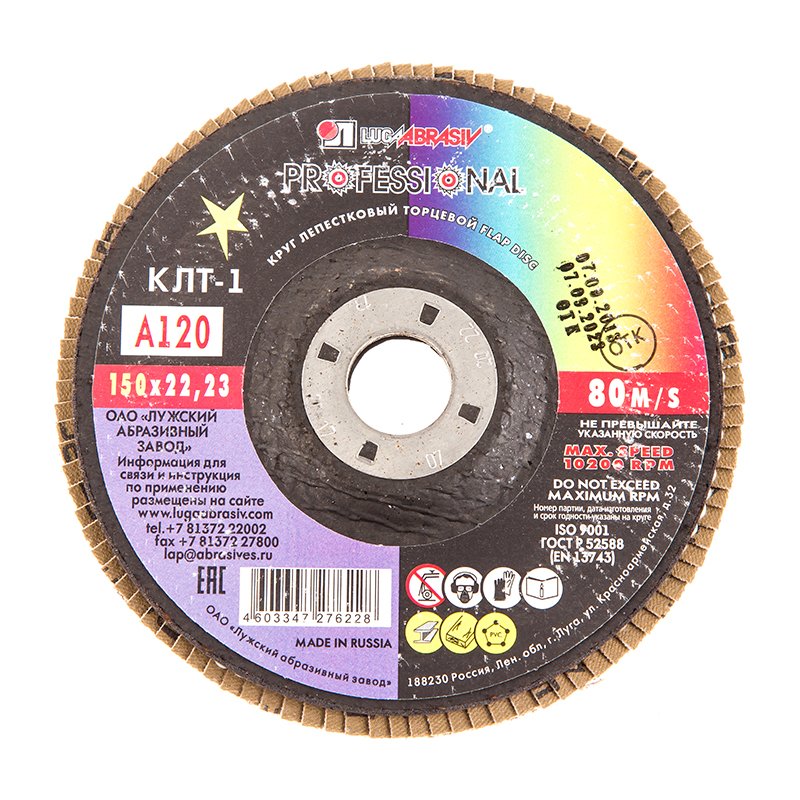 LUGAABRASIV
PROFESSIONAL
КРУГ ЛЕПЕСТКОВЫЙ ТОРЦЕВОЙ FLAP DISC
КЛТ-1
A120
150x22,23
ОАО «ЛУЖСКИЙ
АБРАЗИВНЫЙ
ЗАВОД»
Информация для
связи и инструкция
по применению
размещены на сайте
www.lugaabrasiv.com
tel.+7 81372 22002
fax +7 81372 27800
lap@abrasives.ru
EAC
4 603347 276228
MADE IN RUSSIA
ОАО «Лужский абразивный завод»
ОТК
80 M/S
НЕ ПРЕВЫШАЙТЕ
УКАЗАННУЮ СКОРОСТЬ
MAX. SPEED
10200 RPM
DO NOT EXCEED
MAXIMUM RPM
Номер партии, дата изготовления
и срок годности указаны на круге
ISO 9001
ГОСТ Р 52588
(EN 13743)
PVC
188230 Россия, Лен. обл., г. Луга, ул. Красноармейская, д. 32